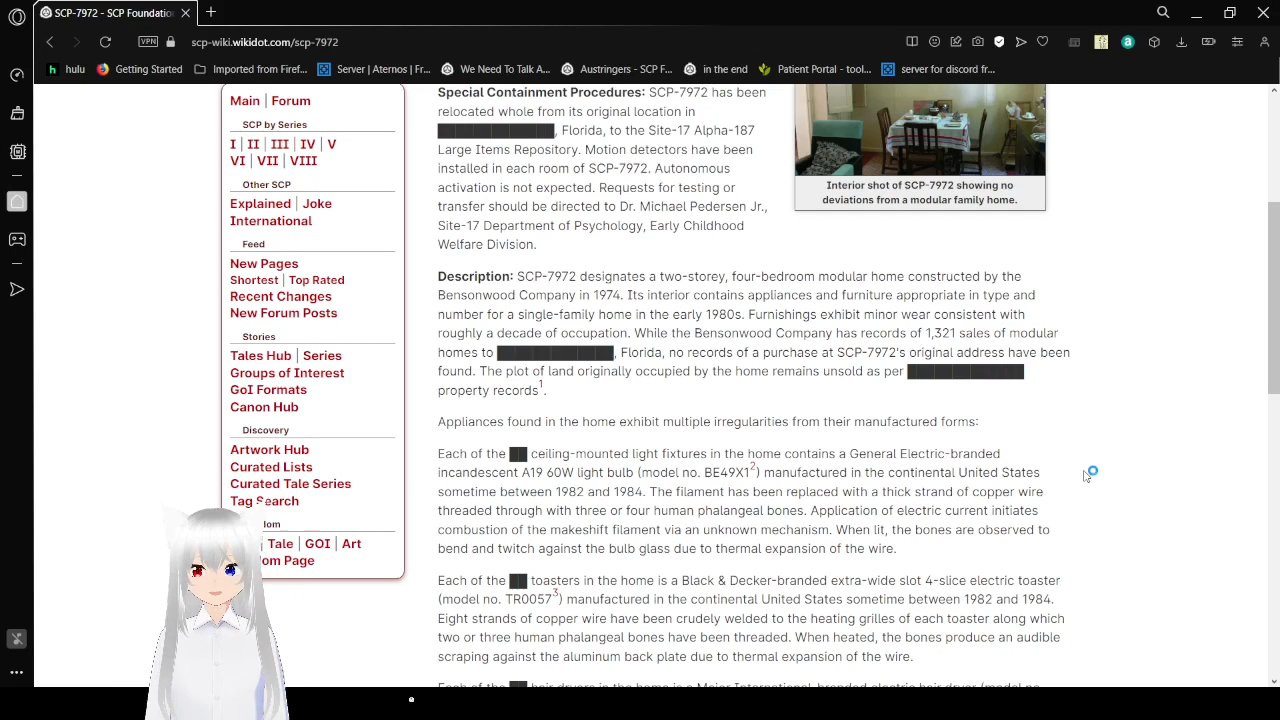 SCP-7972 - SCP Foundatio
VPN scp-wiki.wikidot.com/scp-7972
hulu Getting Started Imported from Firef... Server | Aternos | Fr... We Need To Talk A... Austringers - SCP F... in the end Patient Portal - tool... server for discord fr...
Main | Forum
SCP by Series
I | II | III | IV | V
VI | VII | VIII
Other SCP
Explained | Joke
International
Feed
New Pages
Shortest | Top Rated
Recent Changes
New Forum Posts
Stories
Tales Hub | Series
Groups of Interest
GoI Formats
Canon Hub
Discovery
Artwork Hub
Curated Lists
Curated Tale Series
Tag Search
dom
| Tale | GOI | Art
dom Page
Special Containment Procedures: SCP-7972 has been
relocated whole from its original location in
█████████████, Florida, to the Site-17 Alpha-187
Large Items Repository. Motion detectors have been
installed in each room of SCP-7972. Autonomous
activation is not expected. Requests for testing or
transfer should be directed to Dr. Michael Pedersen Jr.,
Site-17 Department of Psychology, Early Childhood
Welfare Division.
Interior shot of SCP-7972 showing no
deviations from a modular family home.
Description: SCP-7972 designates a two-storey, four-bedroom modular home constructed by the
Bensonwood Company in 1974. Its interior contains appliances and furniture appropriate in type and
number for a single-family home in the early 1980s. Furnishings exhibit minor wear consistent with
roughly a decade of occupation. While the Bensonwood Company has records of 1,321 sales of modular
homes to █████████████, Florida, no records of a purchase at SCP-7972's original address have been
found. The plot of land originally occupied by the home remains unsold as per █████████████
property records1.
Appliances found in the home exhibit multiple irregularities from their manufactured forms:
Each of the ██ ceiling-mounted light fixtures in the home contains a General Electric-branded
incandescent A19 60W light bulb (model no. BE49X12) manufactured in the continental United States
sometime between 1982 and 1984. The filament has been replaced with a thick strand of copper wire
threaded through with three or four human phalangeal bones. Application of electric current initiates
combustion of the makeshift filament via an unknown mechanism. When lit, the bones are observed to
bend and twitch against the bulb glass due to thermal expansion of the wire.
Each of the ██ toasters in the home is a Black & Decker-branded extra-wide slot 4-slice electric toaster
(model no. TR00573) manufactured in the continental United States sometime between 1982 and 1984.
Eight strands of copper wire have been crudely welded to the heating grilles of each toaster along which
two or three human phalangeal bones have been threaded. When heated, the bones produce an audible
scraping against the aluminum back plate due to thermal expansion of the wire.
Each of the ██ hair dryers in the home is a Major International-branded electric hair dryer (model no.